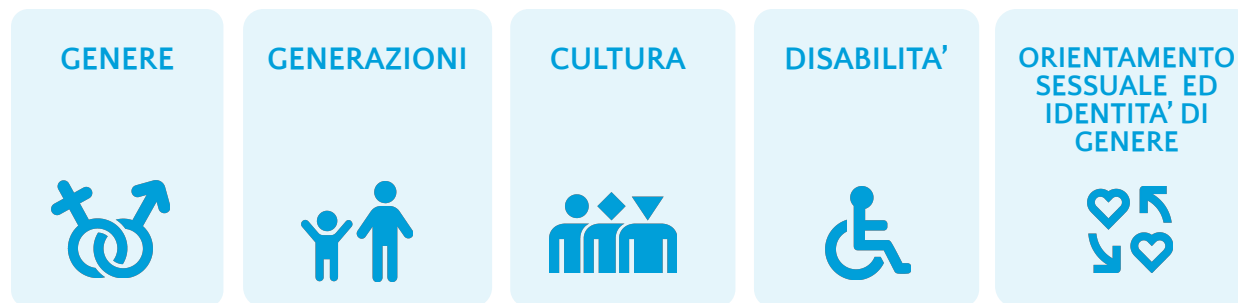 GENERE
GENERAZIONI
CULTURA
DISABILITA’
ORIENTAMENTO
SESSUALE ED
IDENTITA’ DI
GENERE